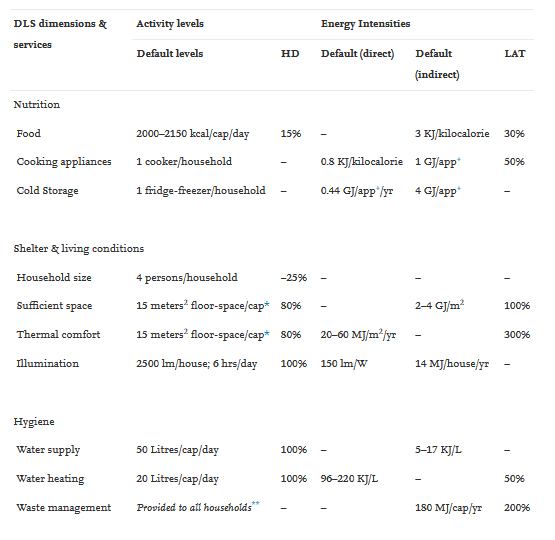 DLS dimensions & services Activity levels Energy Intensities
Default levels HD Default (direct) Default (indirect) LAT
Nutrition
Food 2000–2150 kcal/cap/day 15% – 3 KJ/kilocalorie 30%
Cooking appliances 1 cooker/household – 0.8 KJ/kilocalorie 1 GJ/app+ 50%
Cold Storage 1 fridge-freezer/household – 0.44 GJ/app+/yr 4 GJ/app+ –
Shelter & living conditions
Household size 4 persons/household –25% – – –
Sufficient space 15 meters² floor-space/cap* 80% – 2–4 GJ/m² 100%
Thermal comfort 15 meters² floor-space/cap* 80% 20–60 MJ/m²/yr – 300%
Illumination 2500 lm/house; 6 hrs/day 100% 150 lm/W 14 MJ/house/yr –
Hygiene
Water supply 50 Litres/cap/day 100% – 5–17 KJ/L –
Water heating 20 Litres/cap/day 100% 96–220 KJ/L – 50%
Waste management Provided to all households** – – 180 MJ/cap/yr 200%